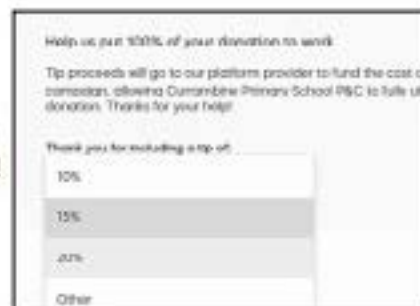 Help us put 100% of your donation to work
Tip proceeds will go to our platform provider to fund the cost
campaign, allowing Currambine Primary School P&C to fully
donation. Thanks for your help!
Thank you for including a tip of:
10%
15%
20%
Other